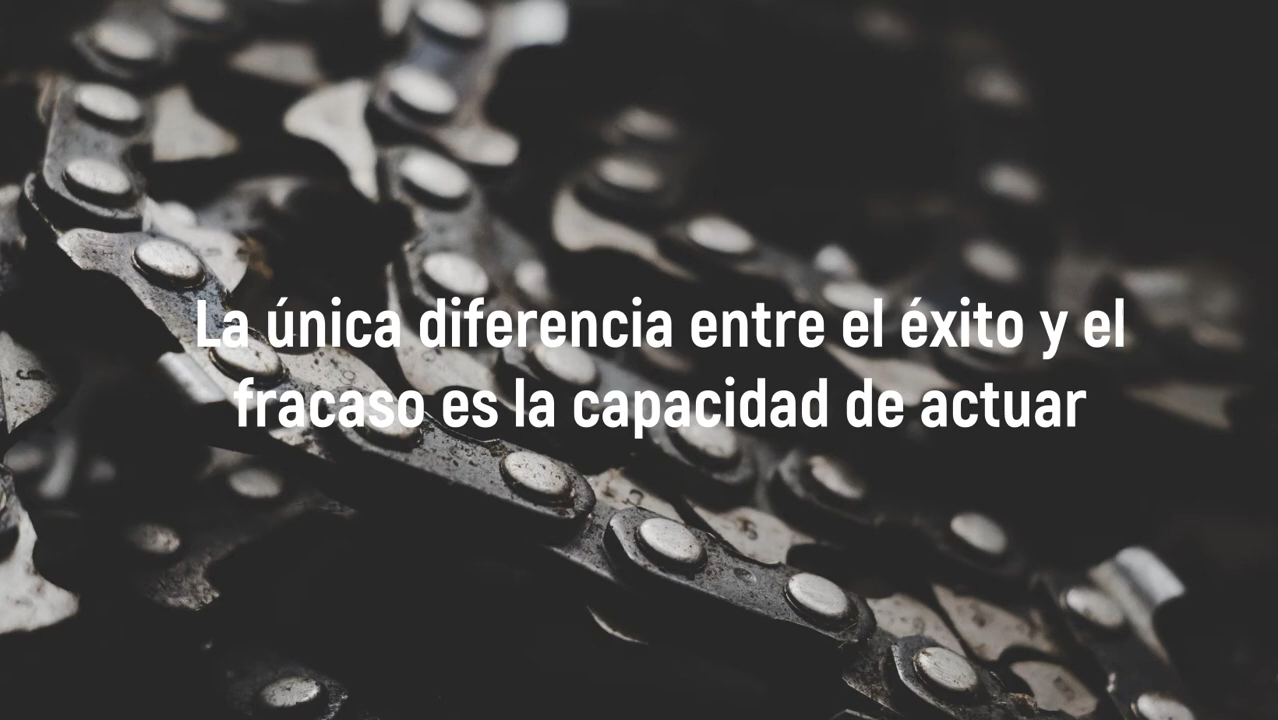 La única diferencia entre el éxito y el
fracaso es la capacidad de actuar